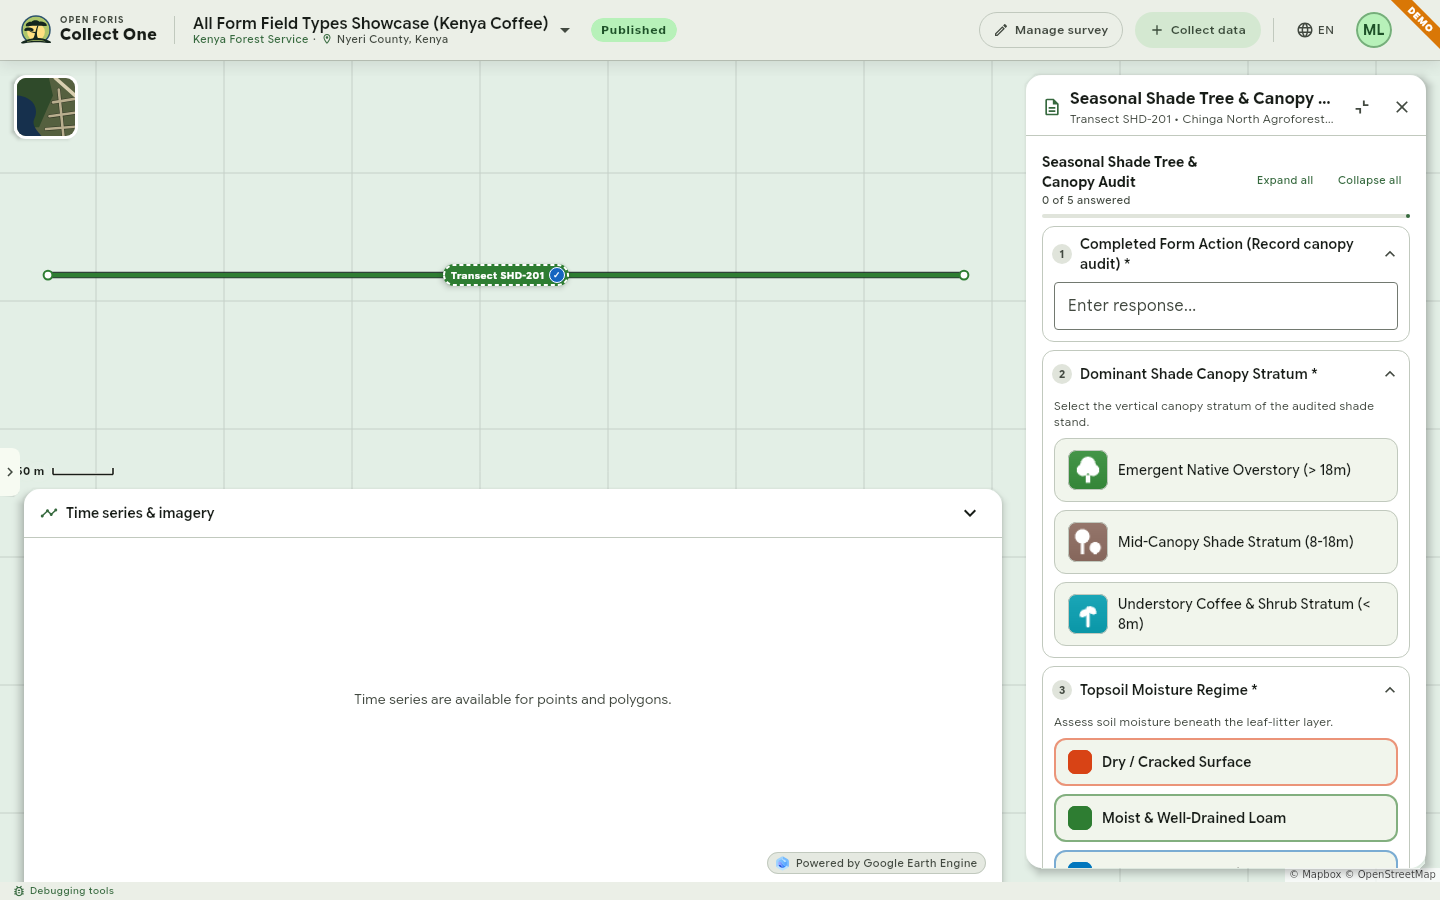 OPEN FORIS
Collect One
All Form Field Types Showcase (Kenya Coffee)
Kenya Forest Service · Nyeri County, Kenya
Published
Manage survey
Collect data
EN
ML
DEMO
Transect SHD-201
50 m
Time series & imagery
Time series are available for points and polygons.
Powered by Google Earth Engine
Seasonal Shade Tree & Canopy ...
Transect SHD-201 • Chinga North Agroforest...
Seasonal Shade Tree &
Canopy Audit
0 of 5 answered
Expand all
Collapse all
1
Completed Form Action (Record canopy
audit) *
Enter response...
2
Dominant Shade Canopy Stratum *
Select the vertical canopy stratum of the audited shade
stand.
Emergent Native Overstory (> 18m)
Mid-Canopy Shade Stratum (8-18m)
Understory Coffee & Shrub Stratum (<
8m)
3
Topsoil Moisture Regime *
Assess soil moisture beneath the leaf-litter layer.
Dry / Cracked Surface
Moist & Well-Drained Loam
© Mapbox © OpenStreetMap
Debugging tools